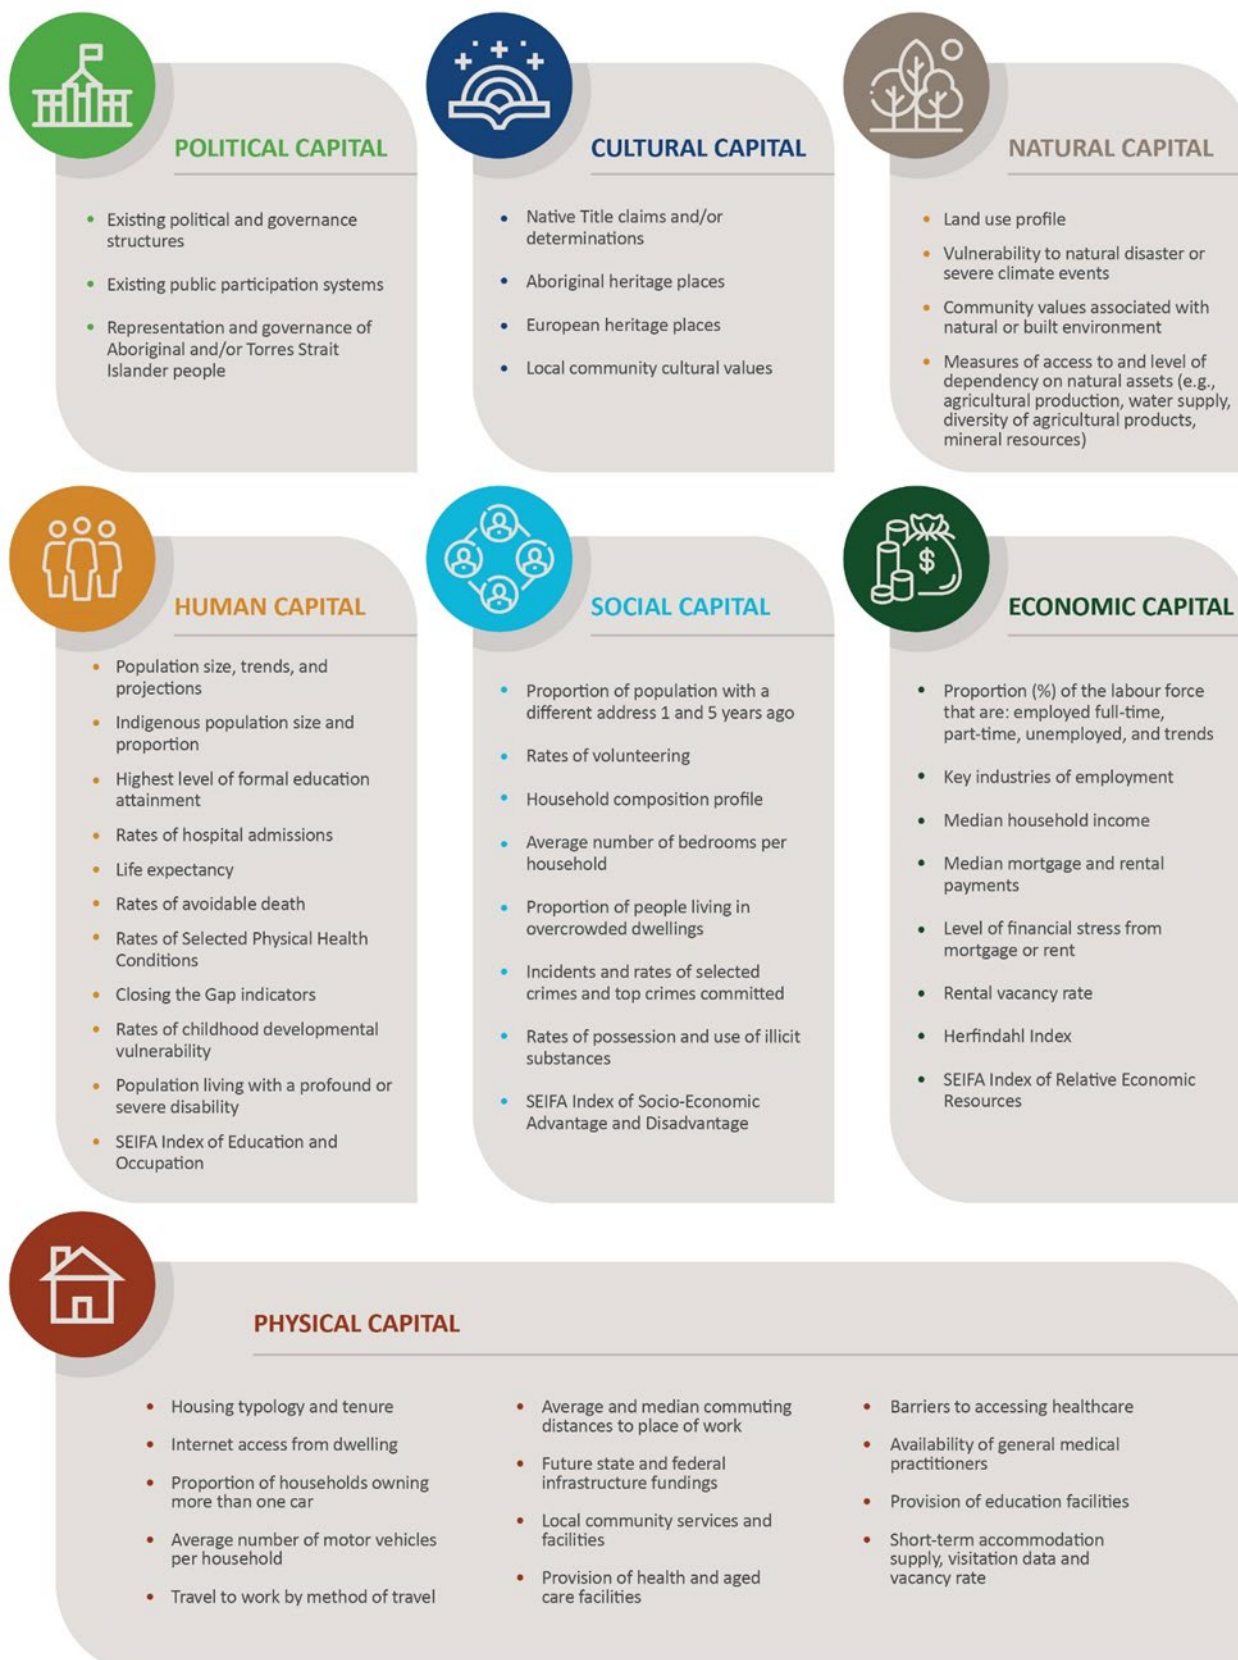 POLITICAL CAPITAL
• Existing political and governance
structures
• Existing public participation systems
• Representation and governance of
Aboriginal and/or Torres Strait
Islander people
CULTURAL CAPITAL
• Native Title claims and/or
determinations
• Aboriginal heritage places
• European heritage places
• Local community cultural values
NATURAL CAPITAL
• Land use profile
• Vulnerability to natural disaster or
severe climate events
• Community values associated with
natural or built environment
• Measures of access to and level of
dependency on natural assets (e.g.,
agricultural production, water supply,
diversity of agricultural products,
mineral resources)
HUMAN CAPITAL
• Population size, trends, and
projections
• Indigenous population size and
proportion
• Highest level of formal education
attainment
• Rates of hospital admissions
• Life expectancy
• Rates of avoidable death
• Rates of Selected Physical Health
Conditions
• Closing the Gap indicators
• Rates of childhood developmental
vulnerability
• Population living with a profound or
severe disability
• SEIFA Index of Education and
Occupation
SOCIAL CAPITAL
• Proportion of population with a
different address 1 and 5 years ago
• Rates of volunteering
• Household composition profile
• Average number of bedrooms per
household
• Proportion of people living in
overcrowded dwellings
• Incidents and rates of selected
crimes and top crimes committed
• Rates of possession and use of illicit
substances
• SEIFA Index of Socio-Economic
Advantage and Disadvantage
$
ECONOMIC CAPITAL
• Proportion (%) of the labour force
that are: employed full-time,
part-time, unemployed, and trends
• Key industries of employment
• Median household income
• Median mortgage and rental
payments
• Level of financial stress from
mortgage or rent
• Rental vacancy rate
• Herfindahl Index
• SEIFA Index of Relative Economic
Resources
PHYSICAL CAPITAL
• Housing typology and tenure
• Internet access from dwelling
• Proportion of households owning
more than one car
• Average number of motor vehicles
per household
• Travel to work by method of travel
• Average and median commuting
distances to place of work
• Future state and federal
infrastructure fundings
• Local community services and
facilities
• Provision of health and aged
care facilities
• Barriers to accessing healthcare
• Availability of general medical
practitioners
• Provision of education facilities
• Short-term accommodation
supply, visitation data and
vacancy rate